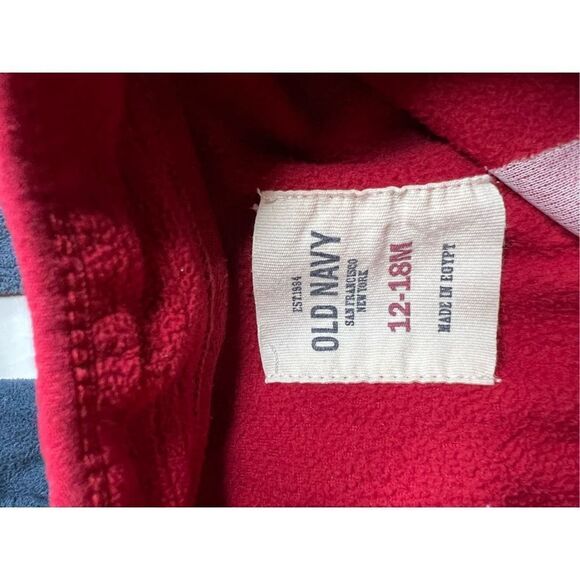 EST.1994
OLD NAVY
SAN FRANCISCO
NEW YORK
12-18M
MADE IN EGYPT